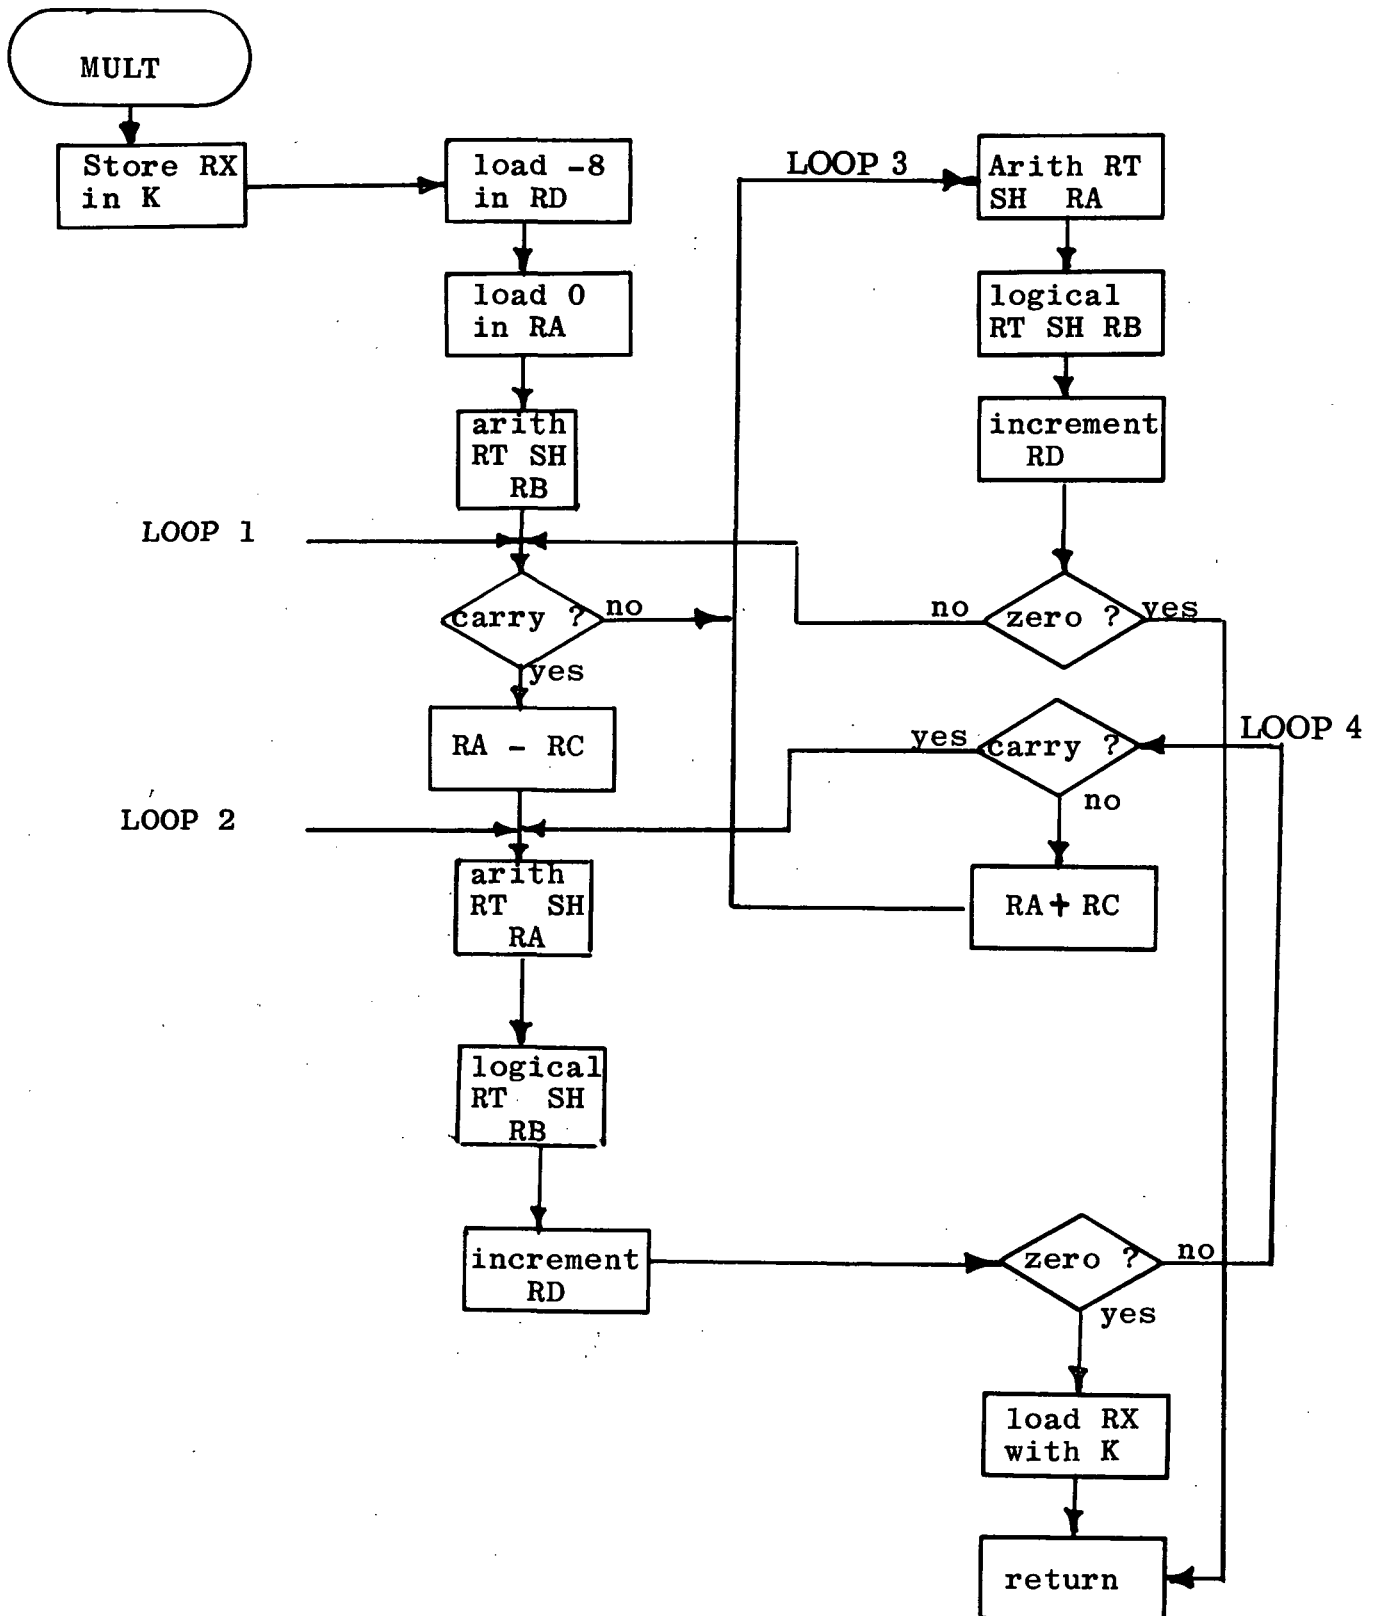 MULT
Store RX
in K
load -8
in RD
load 0
in RA
arith
RT SH
RB
LOOP 1
carry ?
no
yes
RA - RC
LOOP 2
arith
RT SH
RA
logical
RT SH
RB
increment
RD
LOOP 3
Arith RT
SH RA
logical
RT SH RB
increment
RD
no
zero ?
yes
LOOP 4
yes
carry ?
no
RA + RC
zero ?
no
yes
load RX
with K
return